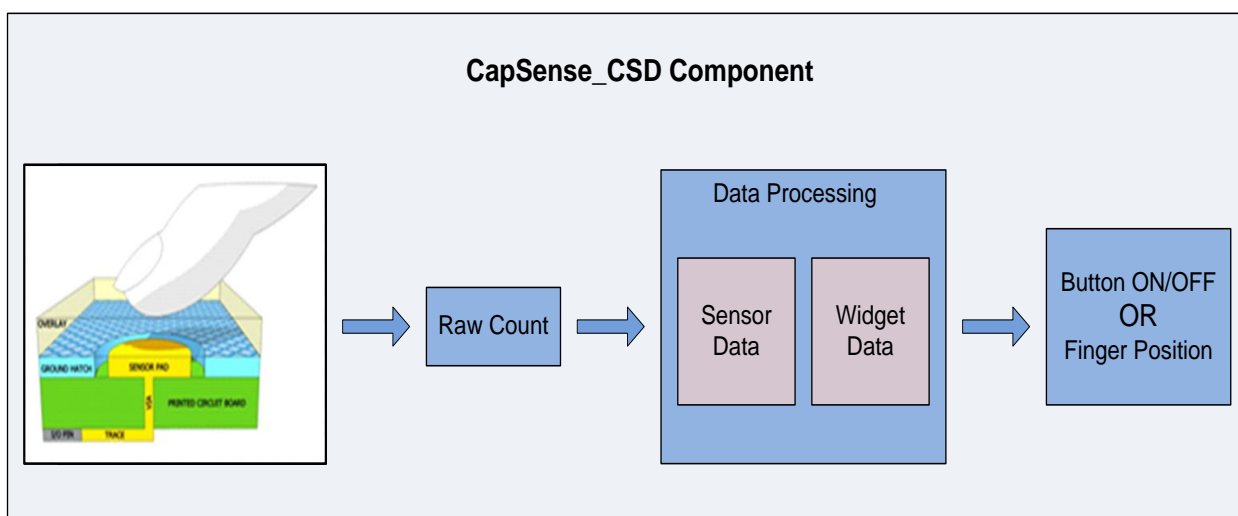 CapSense_CSD Component
OVERLAY
GROUND HATCH
SENSOR PAD
VIA
PRINTED CIRCUIT BOARD
I/O PIN
TRACE
Raw Count
Data Processing
Sensor
Data
Widget
Data
Button ON/OFF
OR
Finger Position